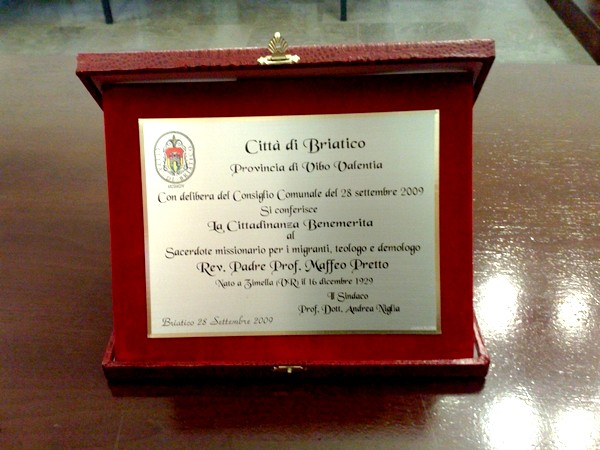 Città di Briatico
Provincia di Vibo Valentia
Con delibera del Consiglio Comunale del 28 settembre 2009
Si conferisce
La Cittadinanza Benemerita
al
Sacerdote missionario per i migranti, teologo e demologo
Rev. Padre Prof. Maffeo Pretto
Nato a Zimella (VR) il 16 dicembre 1929
Il Sindaco
Prof. Dott. Andrea Niglia
Briatico 28 Settembre 2009